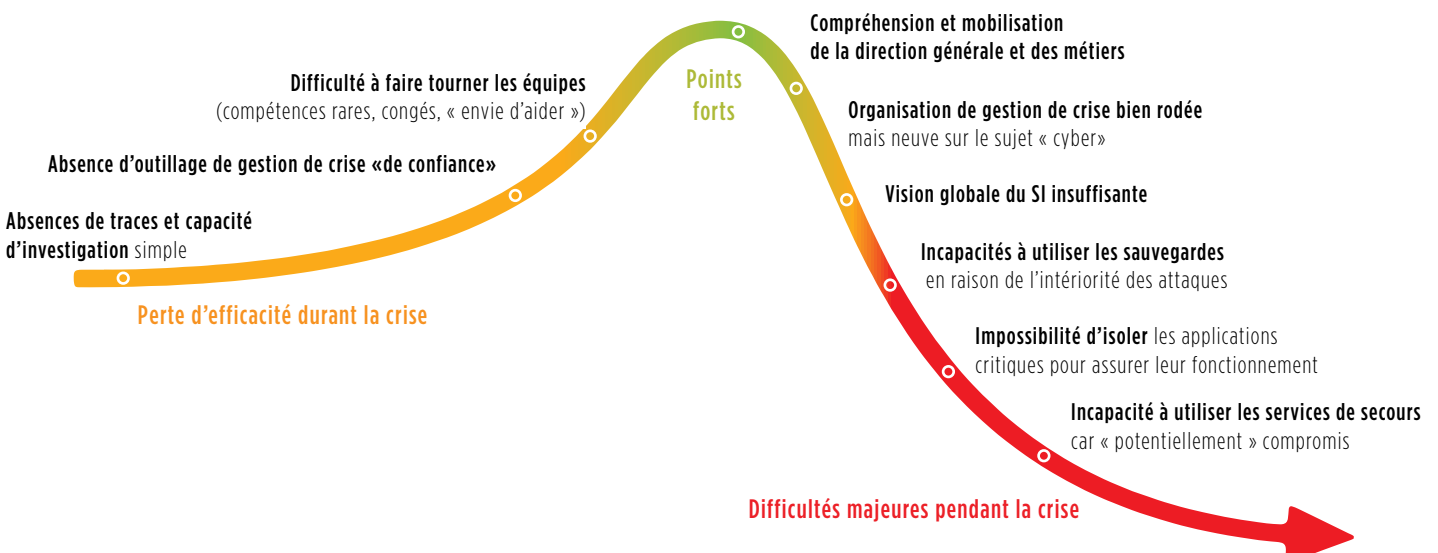 Absences de traces et capacité
d’investigation simple
Absence d’outillage de gestion de crise «de confiance»
Difficulté à faire tourner les équipes
(compétences rares, congés, « envie d’aider »)
Perte d’efficacité durant la crise
Points
forts
Compréhension et mobilisation
de la direction générale et des métiers
Organisation de gestion de crise bien rodée
mais neuve sur le sujet « cyber»
Vision globale du SI insuffisante
Incapacités à utiliser les sauvegardes
en raison de l’intériorité des attaques
Impossibilité d’isoler les applications
critiques pour assurer leur fonctionnement
Incapacité à utiliser les services de secours
car « potentiellement » compromis
Difficultés majeures pendant la crise